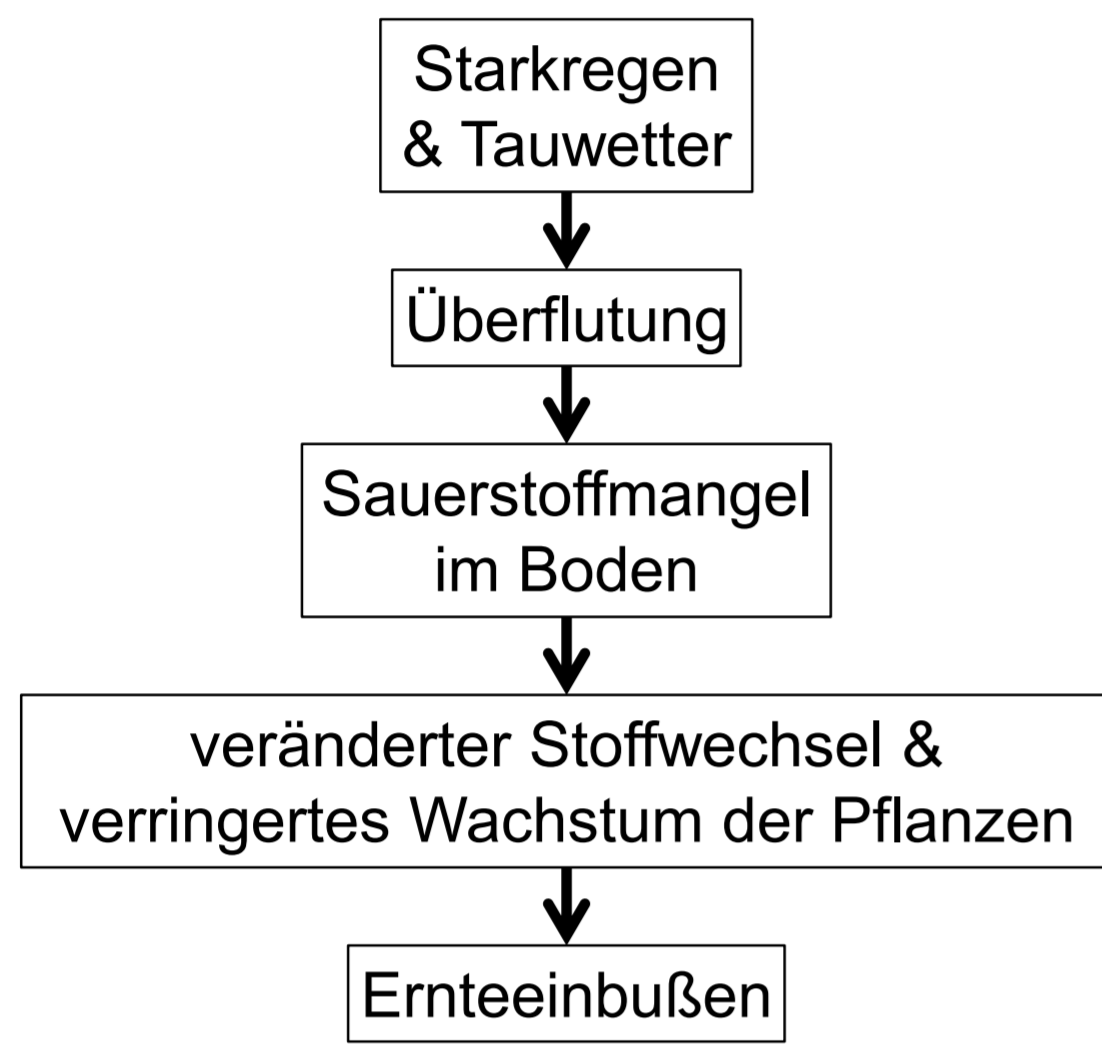 Starkregen
& Tauwetter
Überflutung
Sauerstoffmangel
im Boden
veränderter Stoffwechsel &
verringertes Wachstum der Pflanzen
Ernteeinbußen